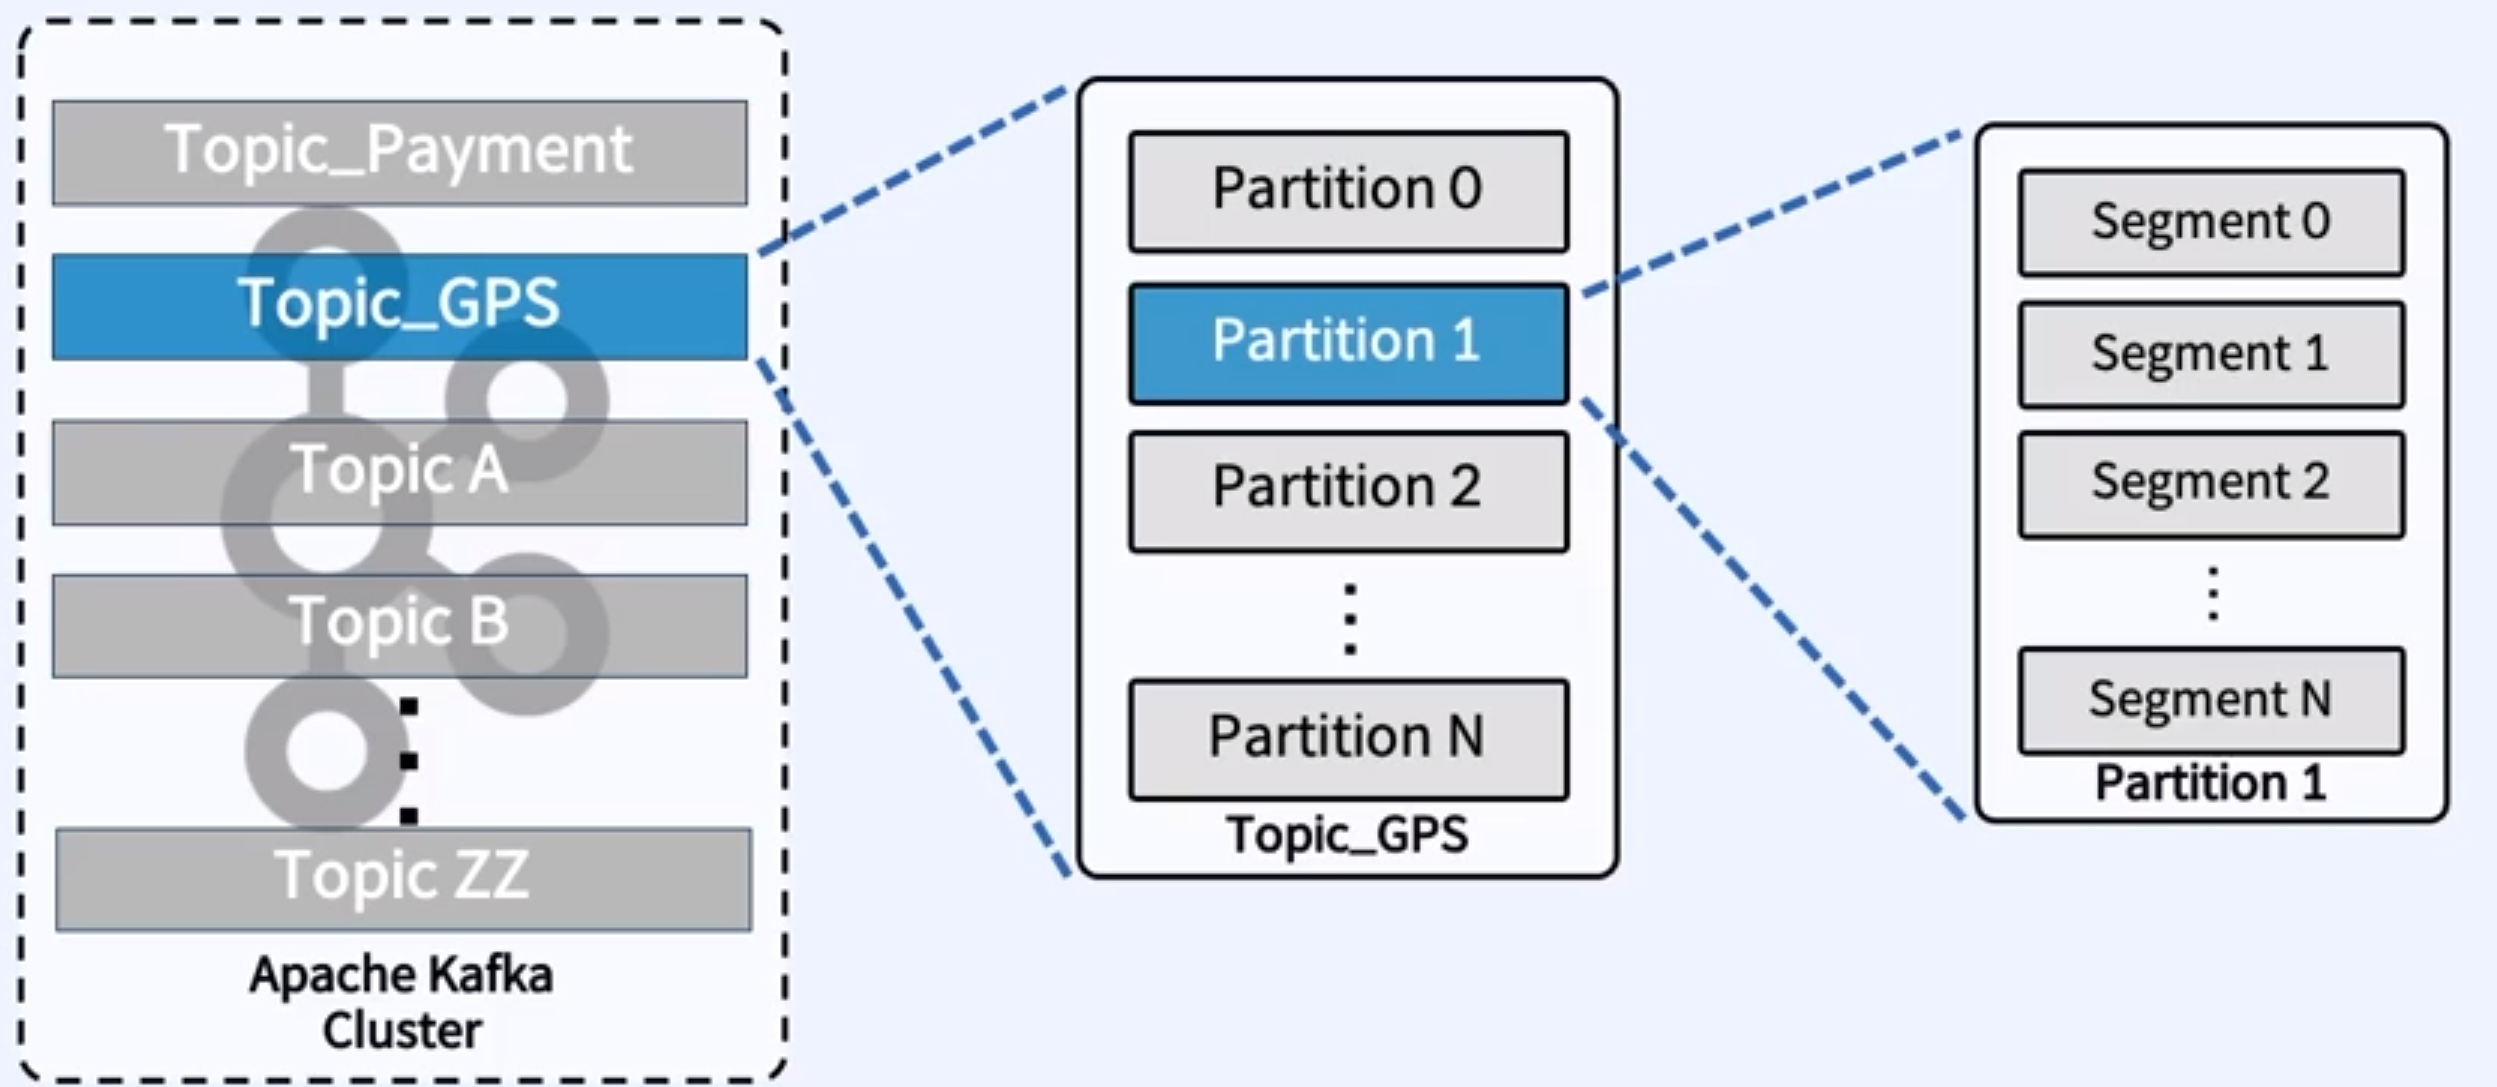 Topic_Payment
Topic_GPS
Topic A
Topic B
Topic ZZ
Apache Kafka
Cluster
Partition 0
Partition 1
Partition 2
Partition N
Topic_GPS
Segment 0
Segment 1
Segment 2
Segment N
Partition 1